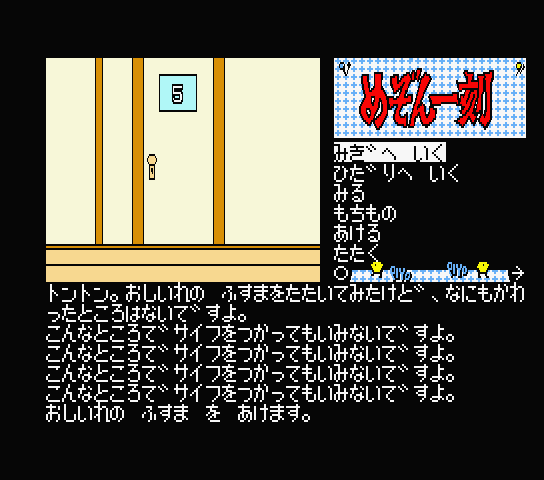 5
めぞん一刻
みぎへ いく
ひだりへ いく
みる
もちもの
あける
たたく
piyo piyo
トントン。おしいれの ふすまをたたいてみたけど、なにもかわ
ったところはないですよ。
こんなところでサイフをつかってもいみないですよ。
こんなところでサイフをつかってもいみないですよ。
こんなところでサイフをつかってもいみないですよ。
こんなところでサイフをつかってもいみないですよ。
おしいれの ふすま を あけます。